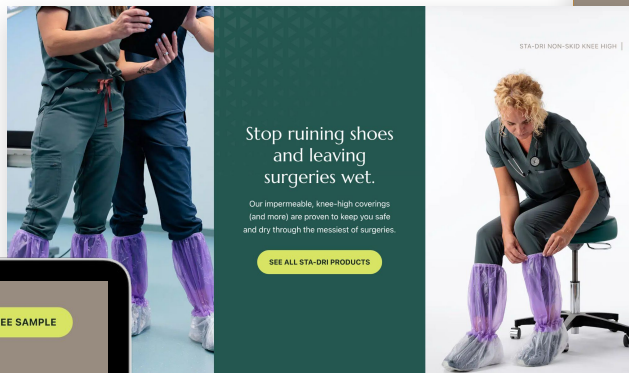 STA-DRI NON-SKID KNEE HIGH |
Stop ruining shoes
and leaving
surgeries wet.
Our impermeable, knee-high coverings
(and more) are proven to keep you safe
and dry through the messiest of surgeries.
SEE ALL STA-DRI PRODUCTS
EE SAMPLE